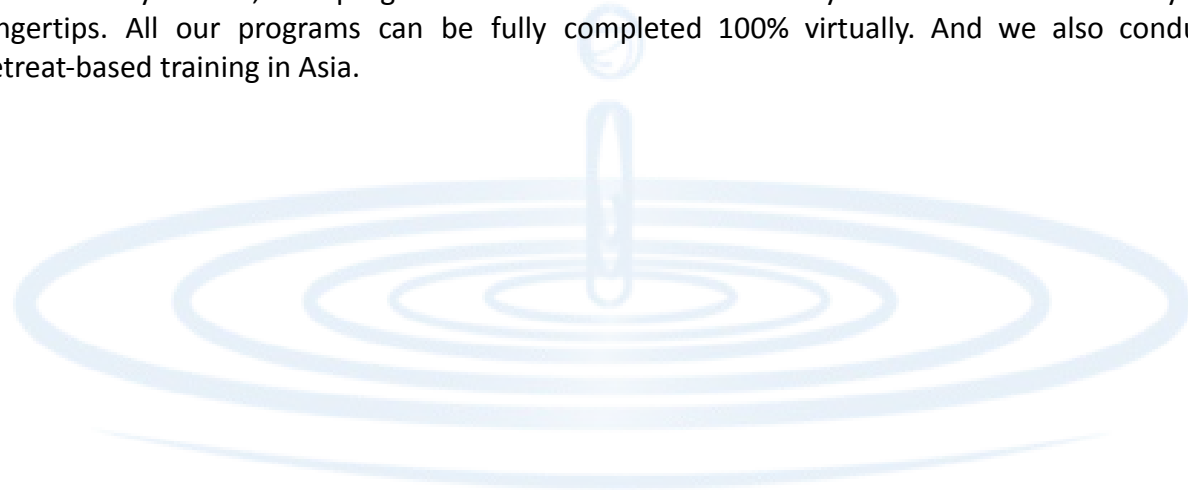 ngertips. All our programs can be fully completed 100% virtually. And we also condu
etreat-based training in Asia.